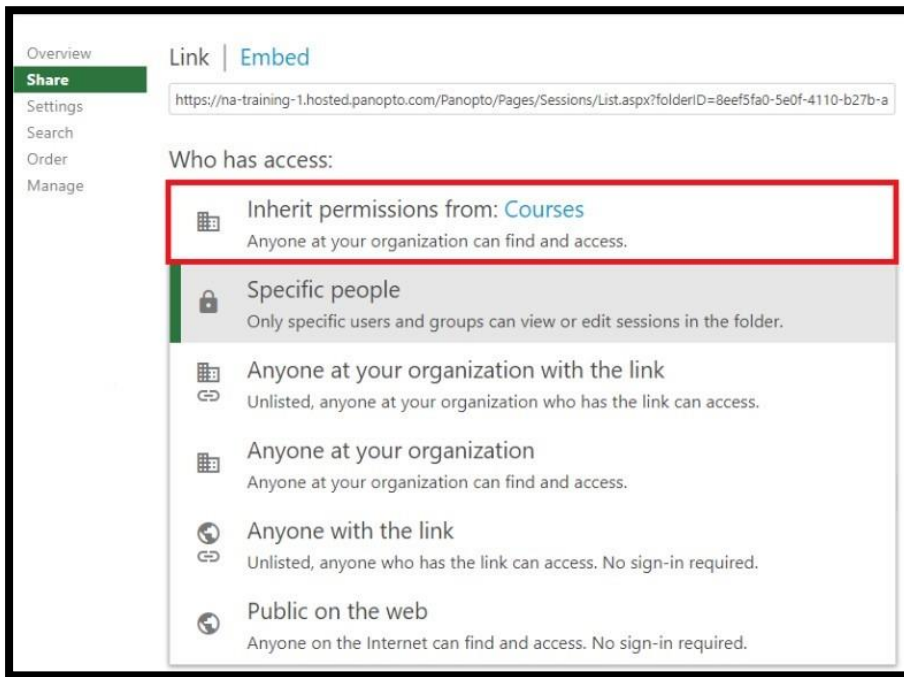 Overview
Share
Settings
Search
Order
Manage
Link | Embed
https://na-training-1.hosted.panopto.com/Panopto/Pages/Sessions/List.aspx?folderID=8eef5fa0-5e0f-4110-b27b-a
Who has access:
Inherit permissions from: Courses
Anyone at your organization can find and access.
Specific people
Only specific users and groups can view or edit sessions in the folder.
Anyone at your organization with the link
Unlisted, anyone at your organization who has the link can access.
Anyone at your organization
Anyone at your organization can find and access.
Anyone with the link
Unlisted, anyone who has the link can access. No sign-in required.
Public on the web
Anyone on the Internet can find and access. No sign-in required.